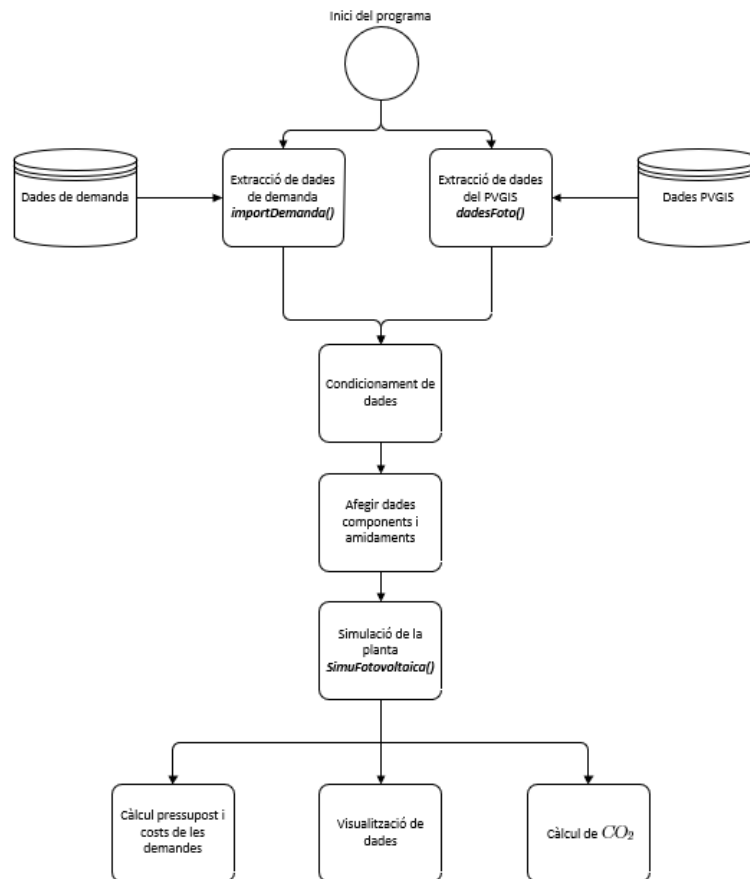 Inici del programa
Dades de demanda
Extracció de dades
de demanda
importDemanda()
Extracció de dades
del PVGIS
dadesFoto()
Dades PVGIS
Condicionament de
dades
Afegir dades
components i
amidaments
Simulació de la
planta
SimuFotovoltaica()
Càlcul pressupost i
costs de les
demandes
Visualització de
dades
Càlcul de CO₂